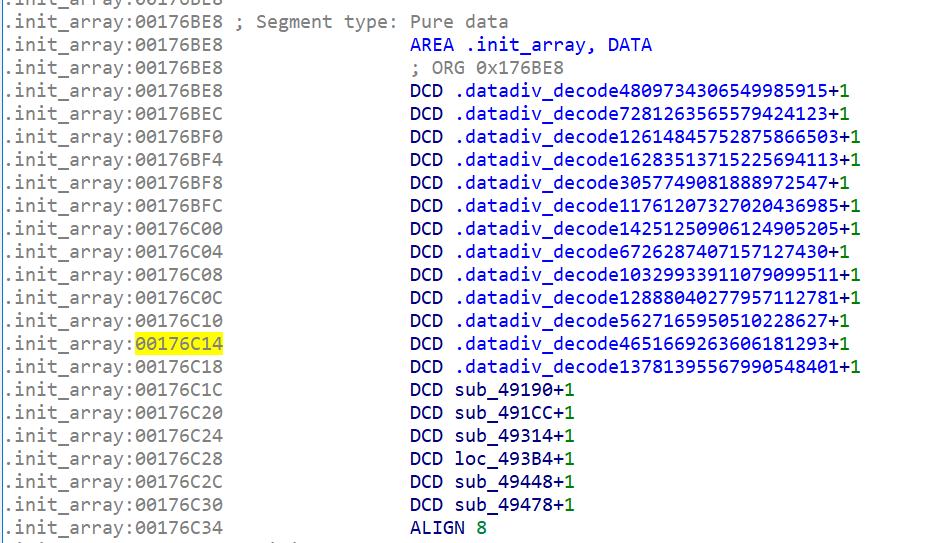 .init_array:00176BE8
.init_array:00176BE8 ; Segment type: Pure data
.init_array:00176BE8 AREA .init_array, DATA
.init_array:00176BE8 ; ORG 0x176BE8
.init_array:00176BE8 DCD .datadiv_decode4809734306549985915+1
.init_array:00176BEC DCD .datadiv_decode7281263565579424123+1
.init_array:00176BF0 DCD .datadiv_decode12614845752875866503+1
.init_array:00176BF4 DCD .datadiv_decode16283513715225694113+1
.init_array:00176BF8 DCD .datadiv_decode3057749081888972547+1
.init_array:00176BFC DCD .datadiv_decode11761207327020436985+1
.init_array:00176C00 DCD .datadiv_decode14251250906124905205+1
.init_array:00176C04 DCD .datadiv_decode6726287407157127430+1
.init_array:00176C08 DCD .datadiv_decode10329933911079099511+1
.init_array:00176C0C DCD .datadiv_decode12888040277957112781+1
.init_array:00176C10 DCD .datadiv_decode5627165950510228627+1
.init_array:00176C14 DCD .datadiv_decode4651669263606181293+1
.init_array:00176C18 DCD .datadiv_decode13781395567990548401+1
.init_array:00176C1C DCD sub_49190+1
.init_array:00176C20 DCD sub_491CC+1
.init_array:00176C24 DCD sub_49314+1
.init_array:00176C28 DCD loc_493B4+1
.init_array:00176C2C DCD sub_49448+1
.init_array:00176C30 DCD sub_49478+1
.init_array:00176C34 ALIGN 8